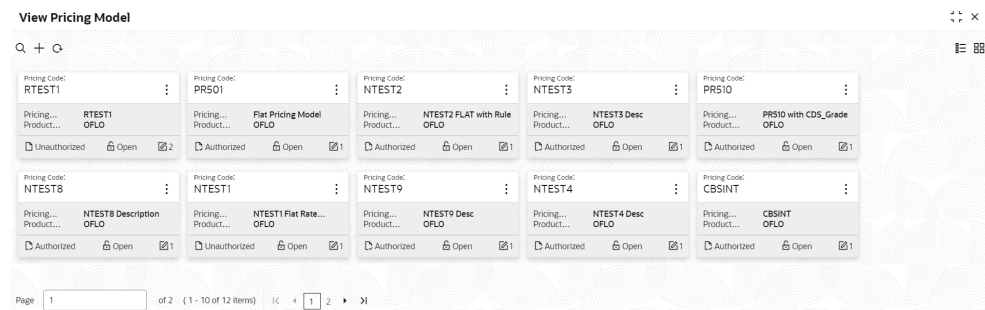 View Pricing Model
Pricing Code: Pricing Code: Pricing Code: Pricing Code: Pricing Code:
RTEST1 PR501 NTEST2 NTEST3 PR510
Pricing... RTEST1 Pricing... Flat Pricing Model Pricing... NTEST2 FLAT with Rule Pricing... NTEST3 Desc Pricing... PR510 with CDS_Grade
Product... OFLO Product... OFLO Product... OFLO Product... OFLO Product... OFLO
Unauthorized Open 2 Authorized Open 1 Authorized Open 1 Authorized Open 1 Authorized Open 1
Pricing Code: Pricing Code: Pricing Code: Pricing Code: Pricing Code:
NTEST8 NTEST1 NTEST9 NTEST4 CBSINT
Pricing... NTEST8 Description Pricing... NTEST1 Flat Rate... Pricing... NTEST9 Desc Pricing... NTEST4 Desc Pricing... CBSINT
Product... OFLO Product... OFLO Product... OFLO Product... OFLO Product... OFLO
Authorized Open 1 Unauthorized Open 1 Authorized Open 1 Authorized Open 1 Authorized Open 1
Page 1 of 2 ( 1 - 10 of 12 items) 1 2